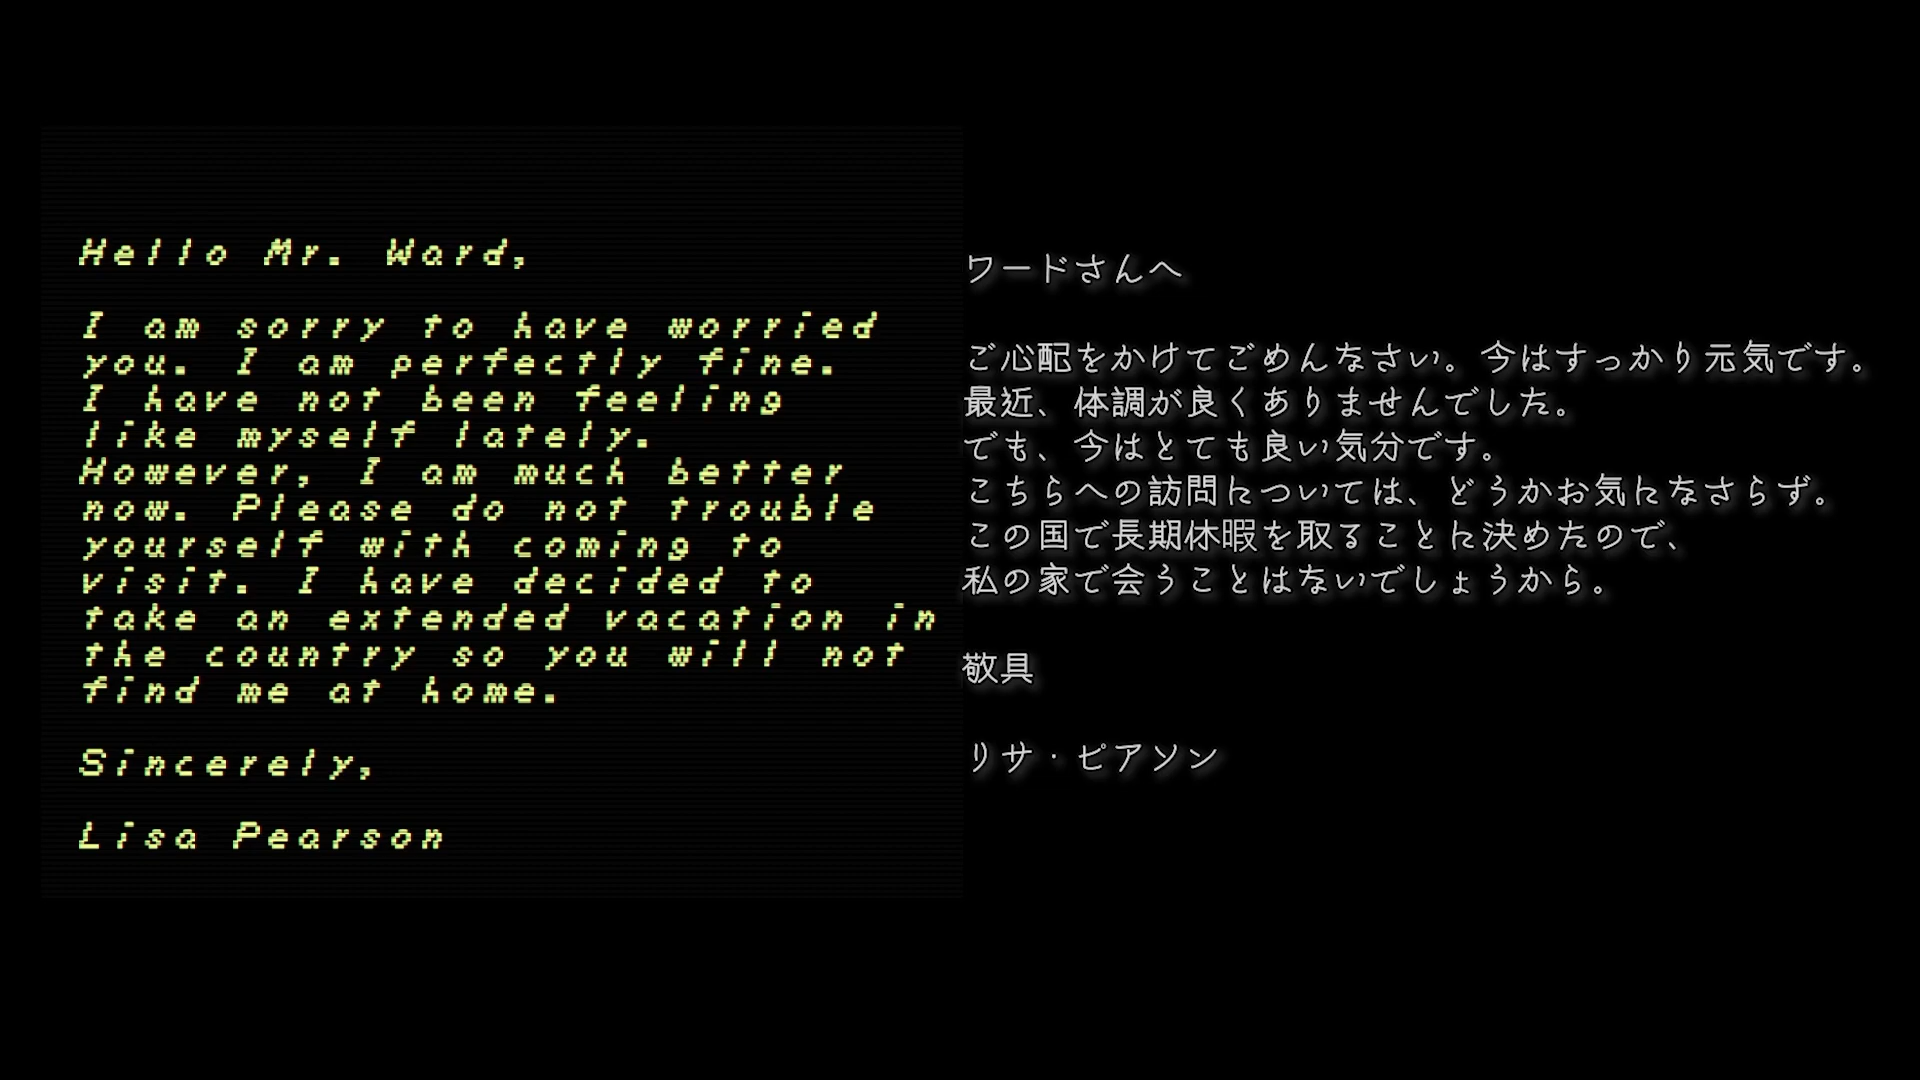 Hello Mr. Ward,
I am sorry to have worried
you. I am perfectly fine.
I have not been feeling
like myself lately.
However, I am much better
now. Please do not trouble
yourself with coming to
visit. I have decided to
take an extended vacation in
the country so you will not
find me at home.
Sincerely,
Lisa Pearson
ワードさんへ
ご心配をかけてごめんなさい。今はすっかり元気です。
最近、体調が良くありませんでした。
でも、今はとても良い気分です。
こちらへの訪問については、どうかお気になさらず。
この国で長期休暇を取ることに決めたので、
私の家で会うことはないでしょうから。
敬具
リサ・ピアソン